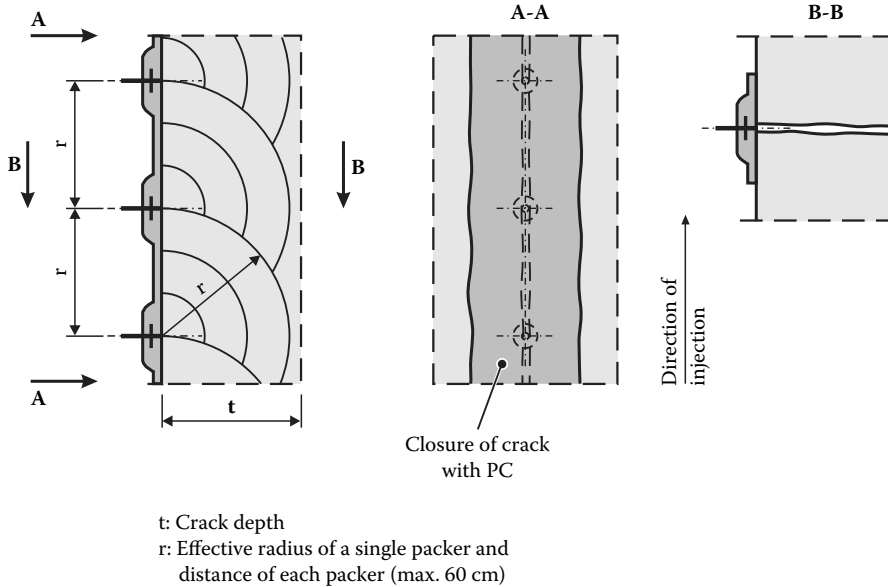 A
A-A
B-B
r
B
B
r
r
A
t
Direction of
injection
Closure of crack
with PC
t: Crack depth
r: Effective radius of a single packer and
distance of each packer (max. 60 cm)